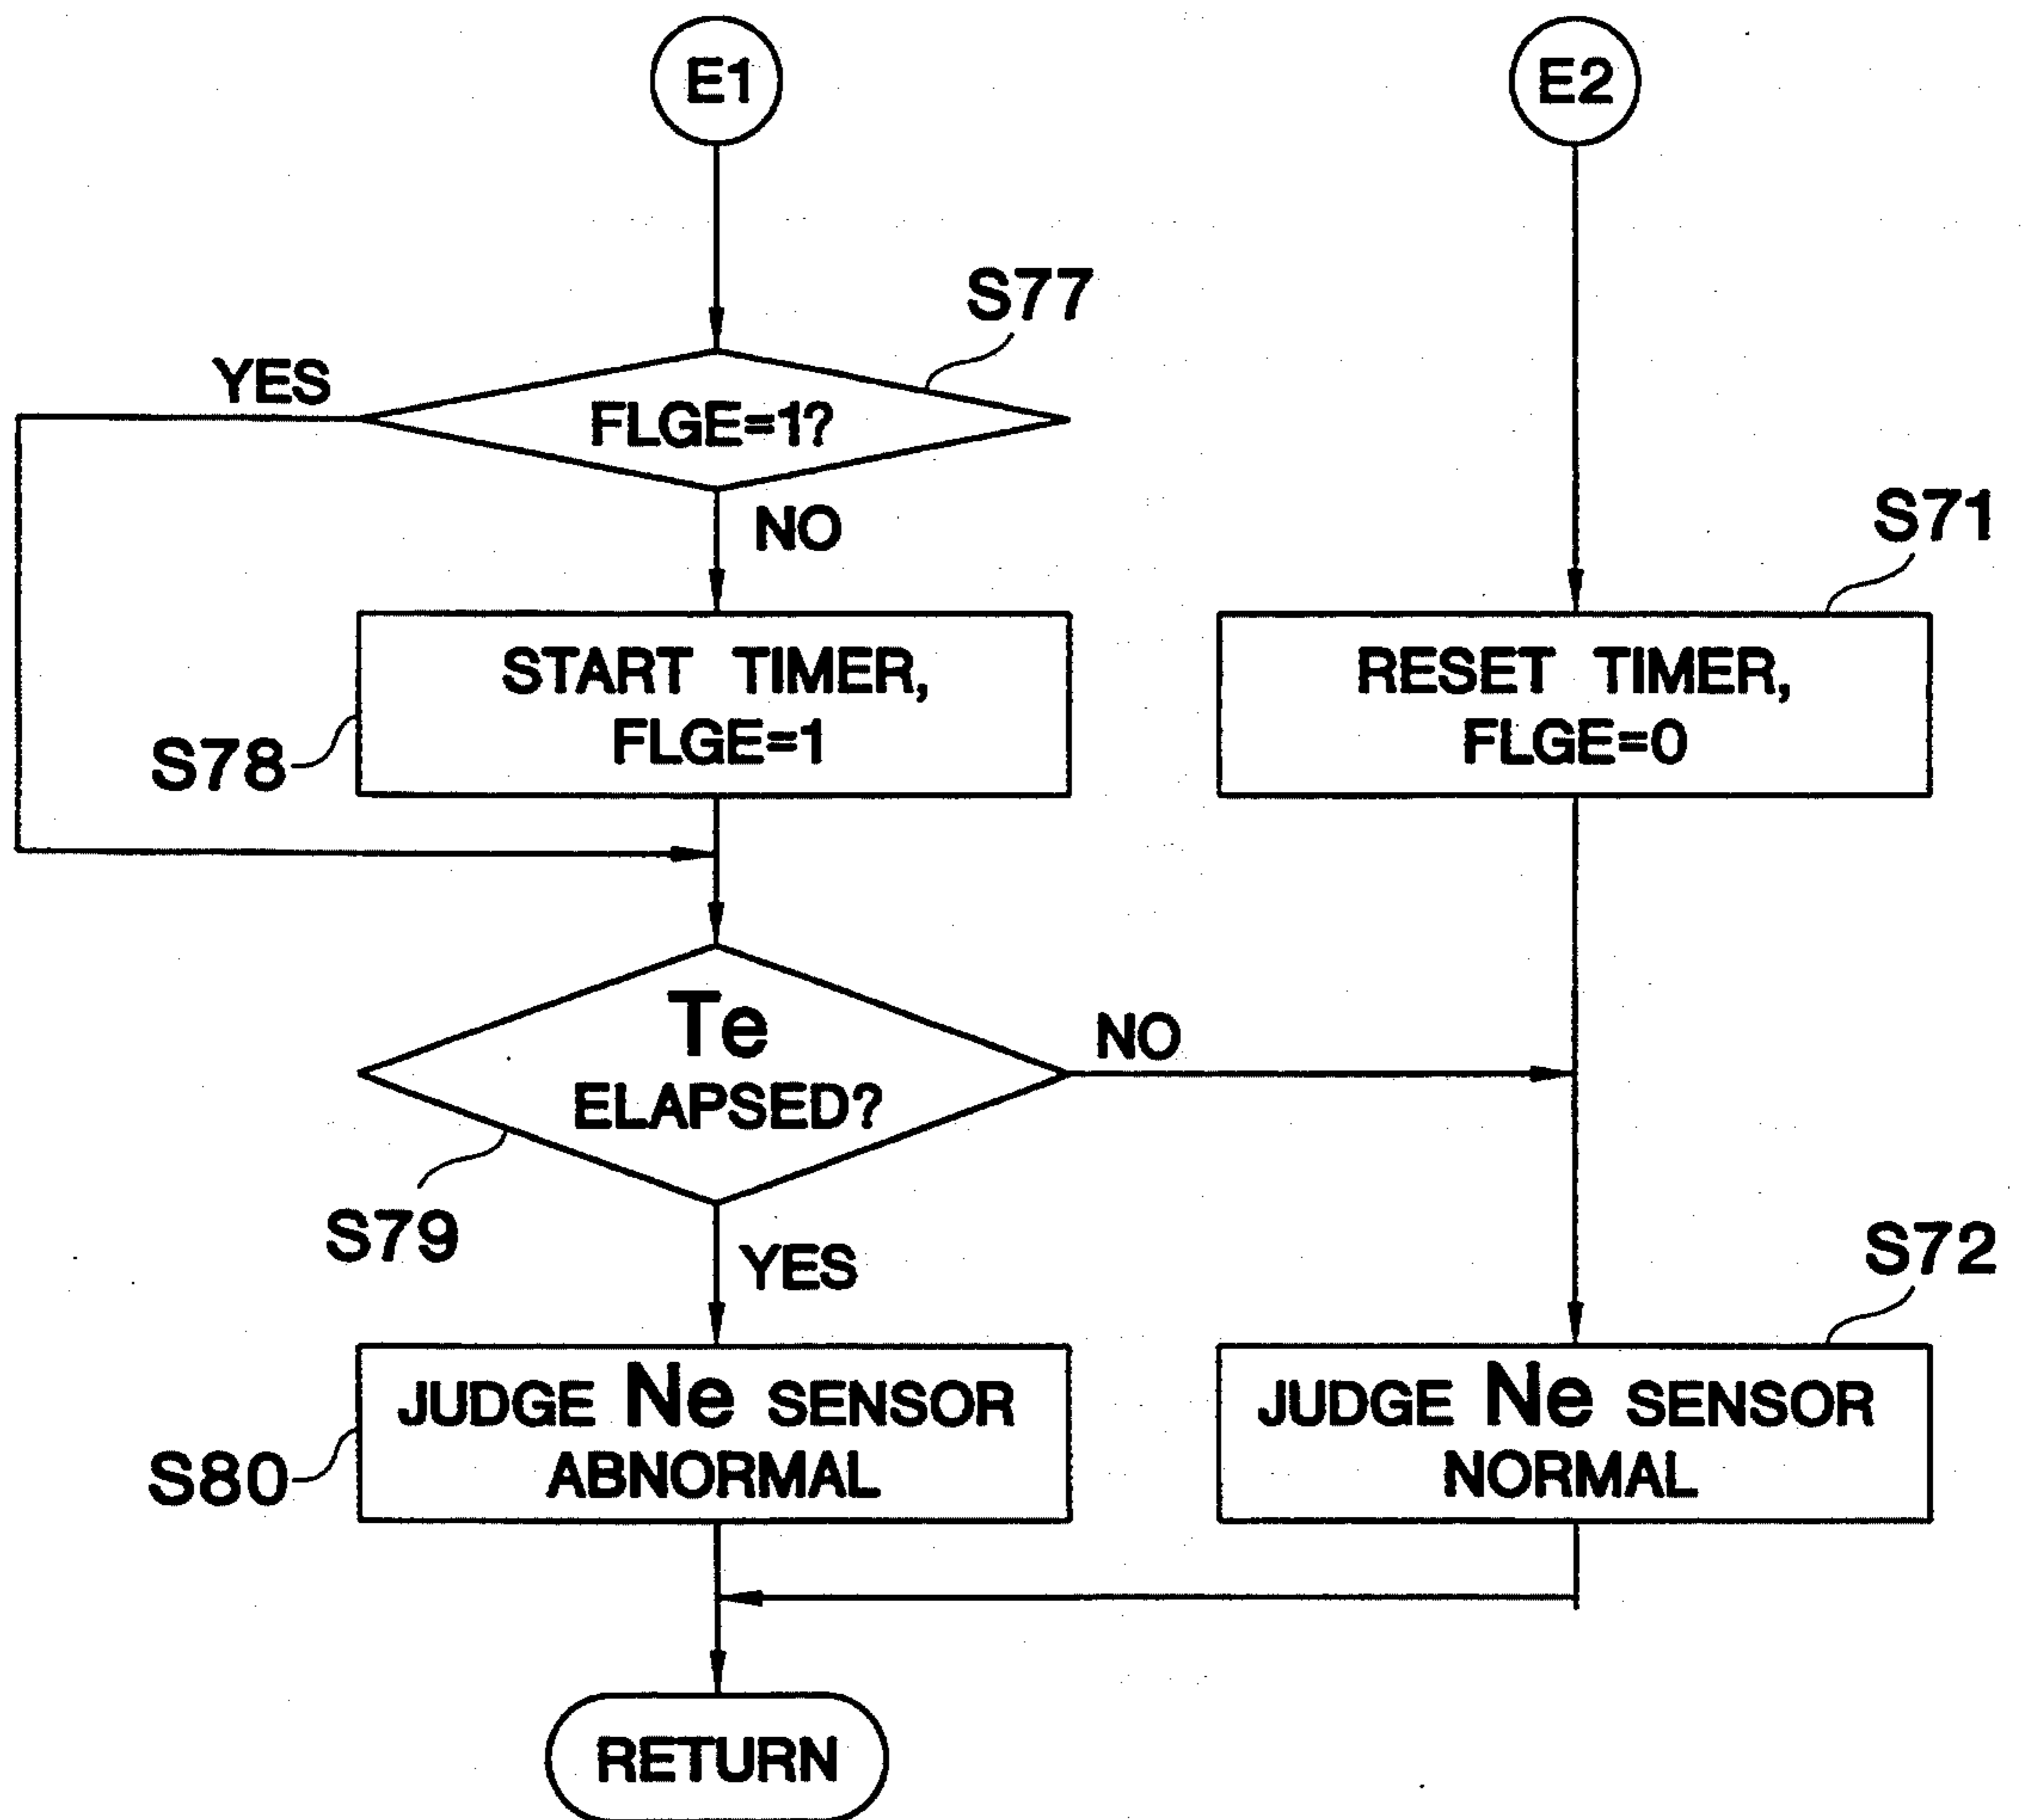 E1
E2
S77
YES
FLGE=1?
NO
S71
START TIMER,
FLGE=1
S78
RESET TIMER,
FLGE=0
Te
ELAPSED?
NO
S79
YES
S72
JUDGE Ne SENSOR
ABNORMAL
S80
JUDGE Ne SENSOR
NORMAL
RETURN